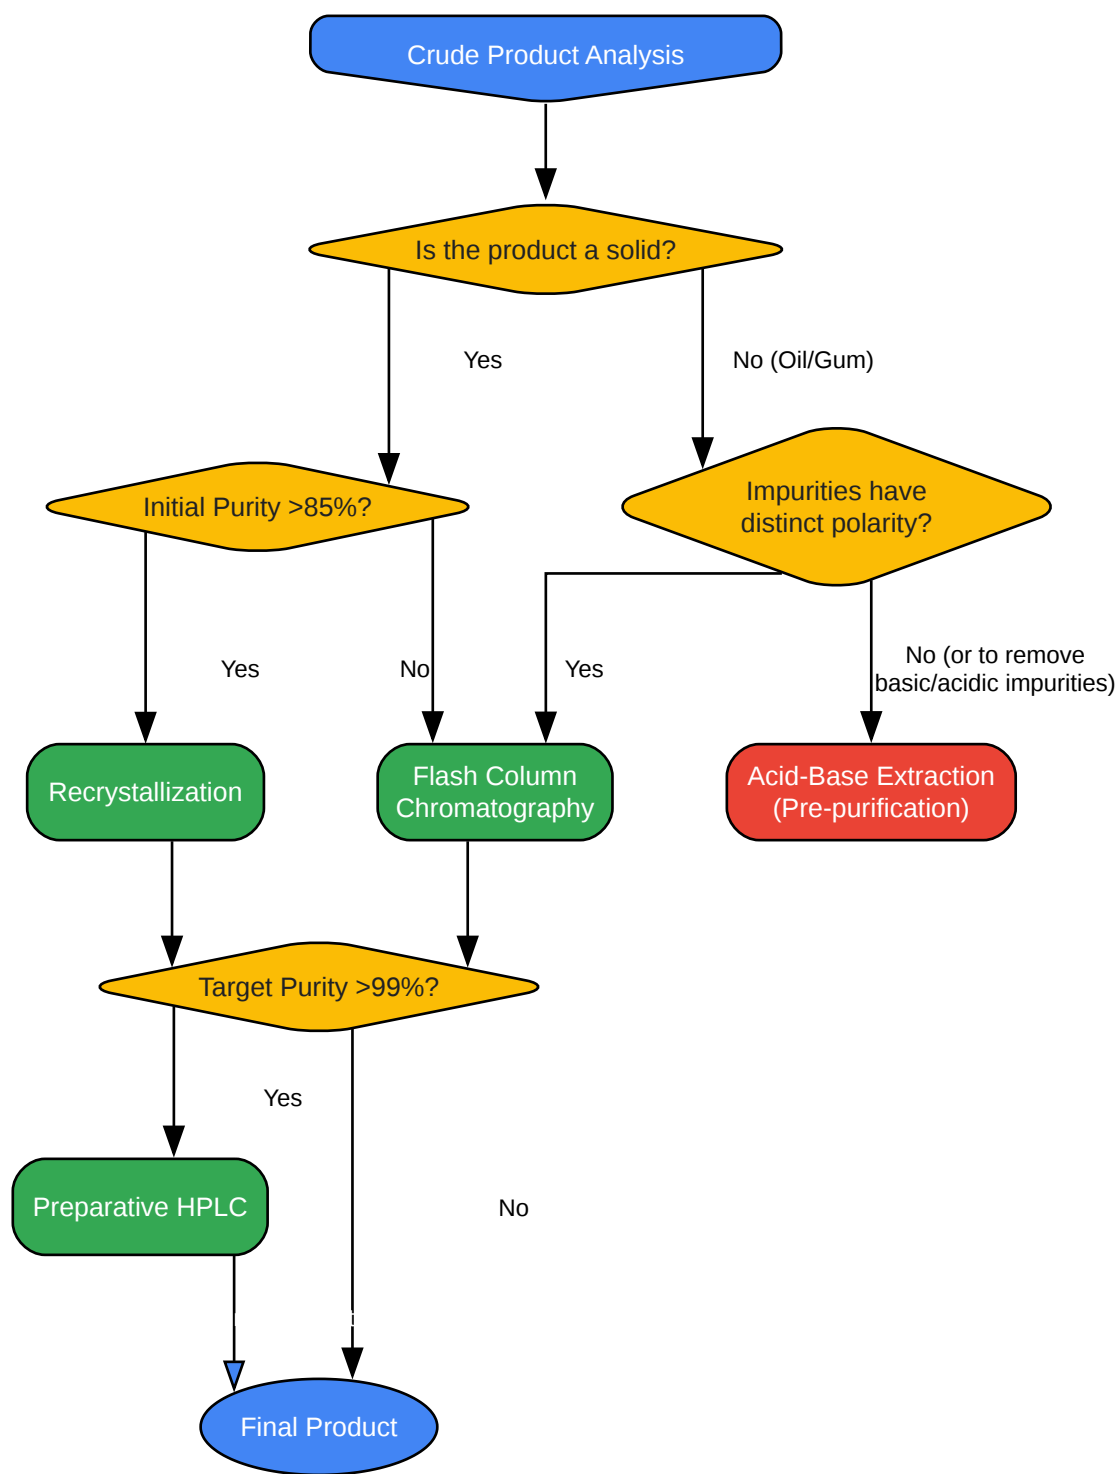 Crude Product Analysis
Is the product a solid?
Yes
No (Oil/Gum)
Initial Purity >85%?
Impurities have
distinct polarity?
Yes
No
Yes
No (or to remove
basic/acidic impurities)
Recrystallization
Flash Column
Chromatography
Acid-Base Extraction
(Pre-purification)
Target Purity >99%?
Yes
Preparative HPLC
No
Final Product